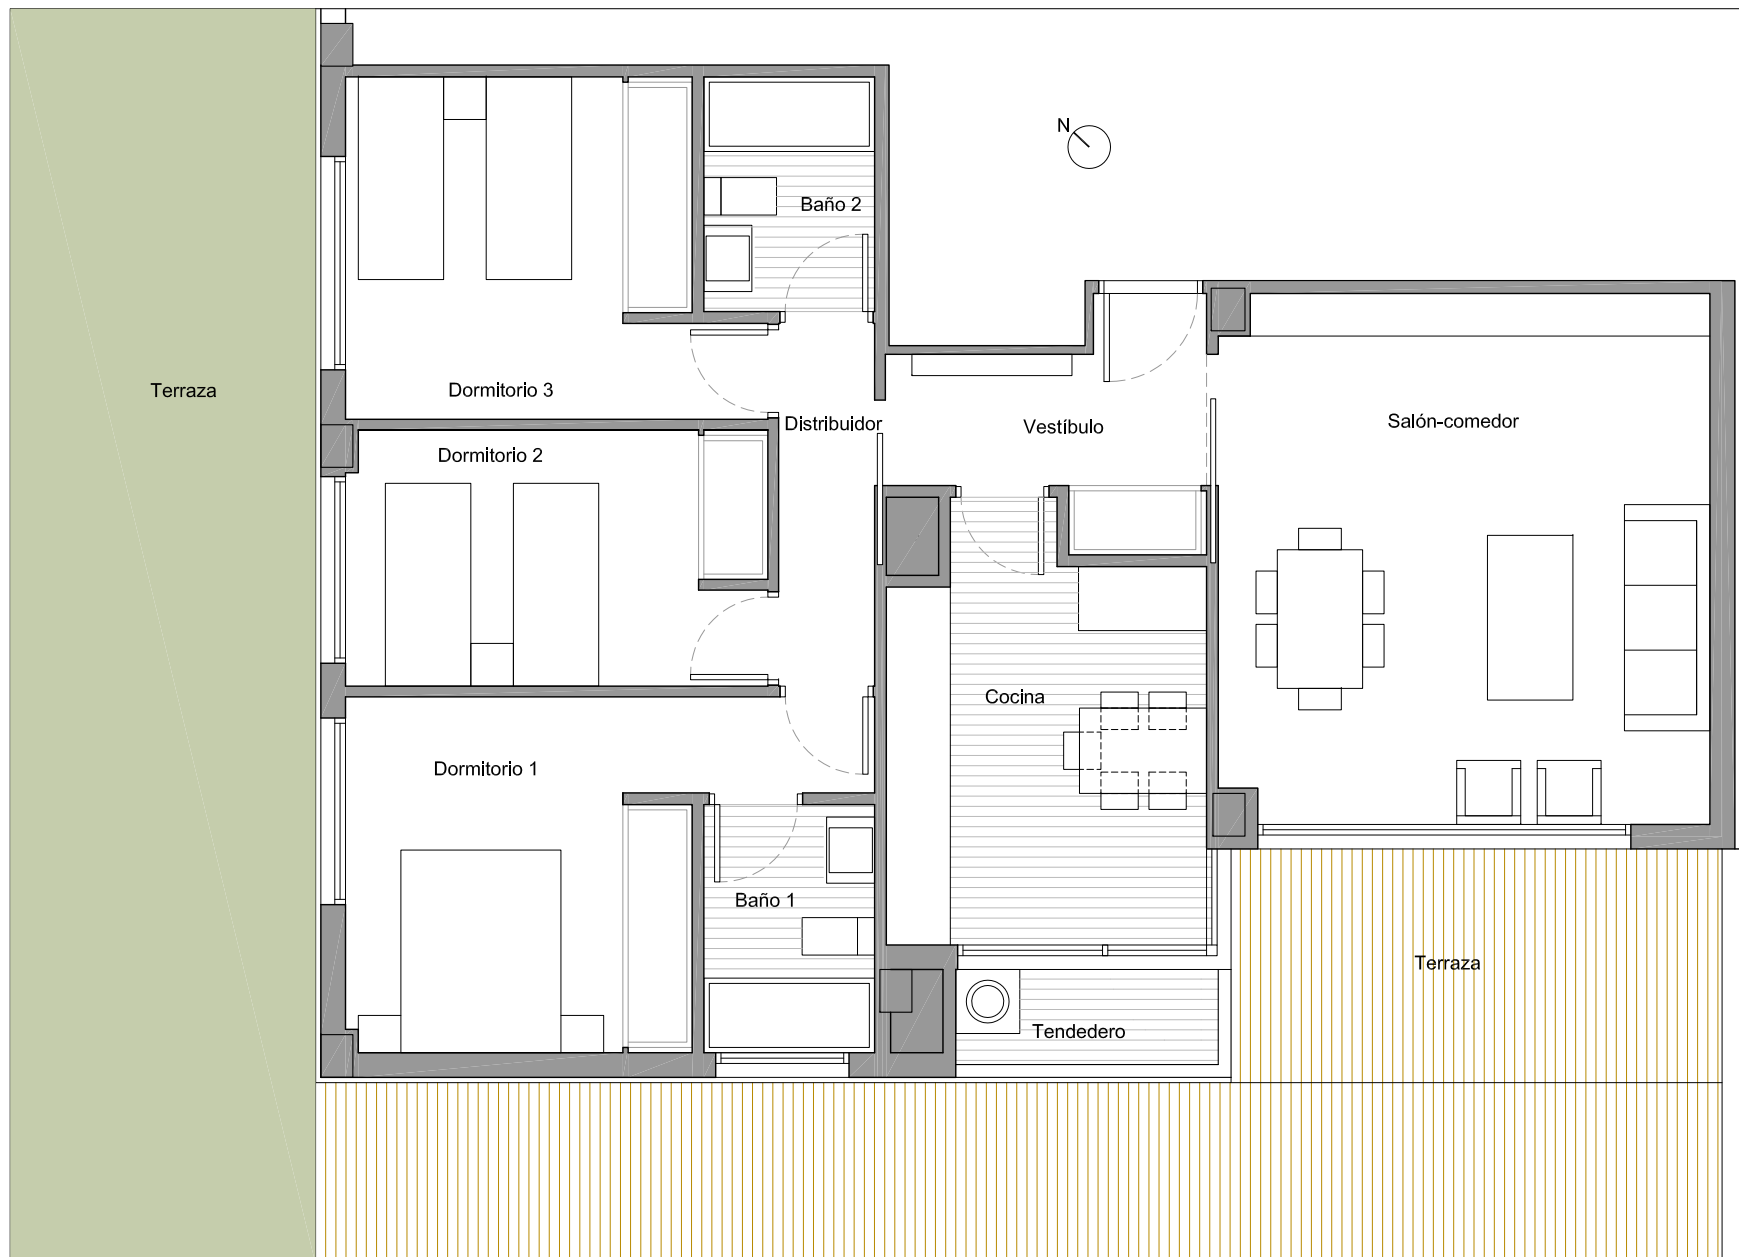 N
Baño 2
Terraza
Dormitorio 3
Distribuidor
Vestíbulo
Salón-comedor
Dormitorio 2
Cocina
Dormitorio 1
Baño 1
Terraza
Tendedero